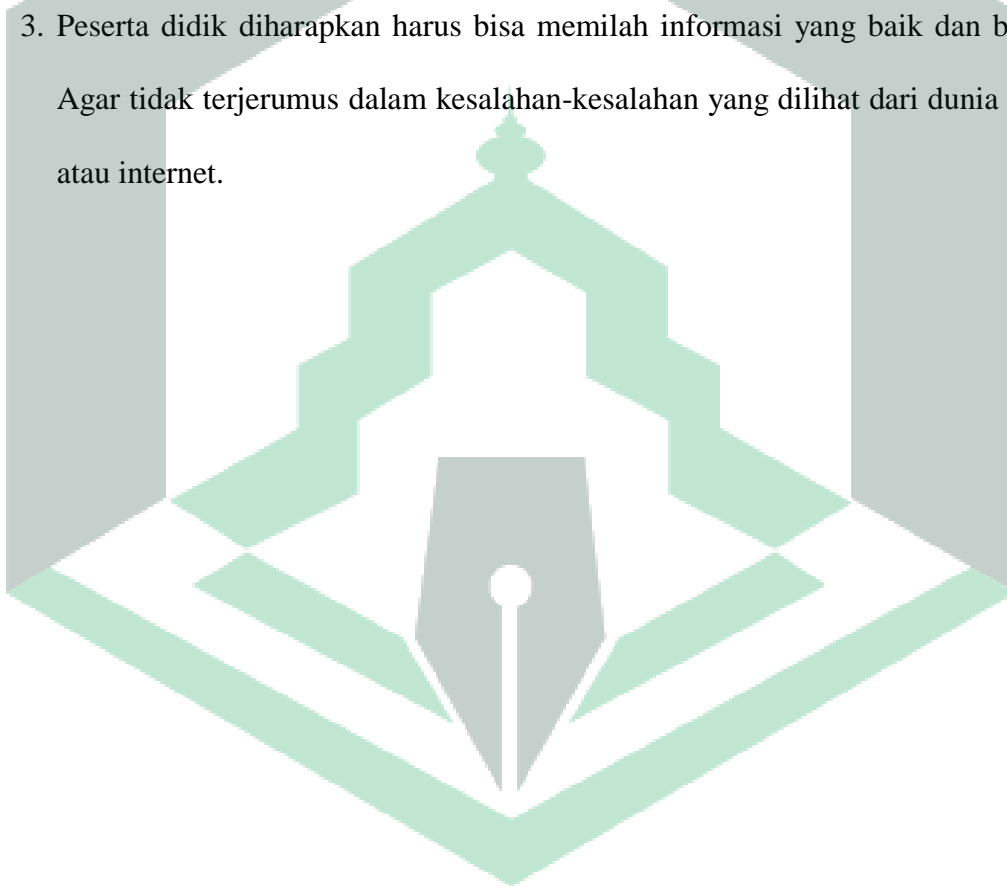 3. Peserta didik diharapkan harus bisa memilah informasi yang baik dan
Agar tidak terjerumus dalam kesalahan-kesalahan yang dilihat dari dunia
atau internet.